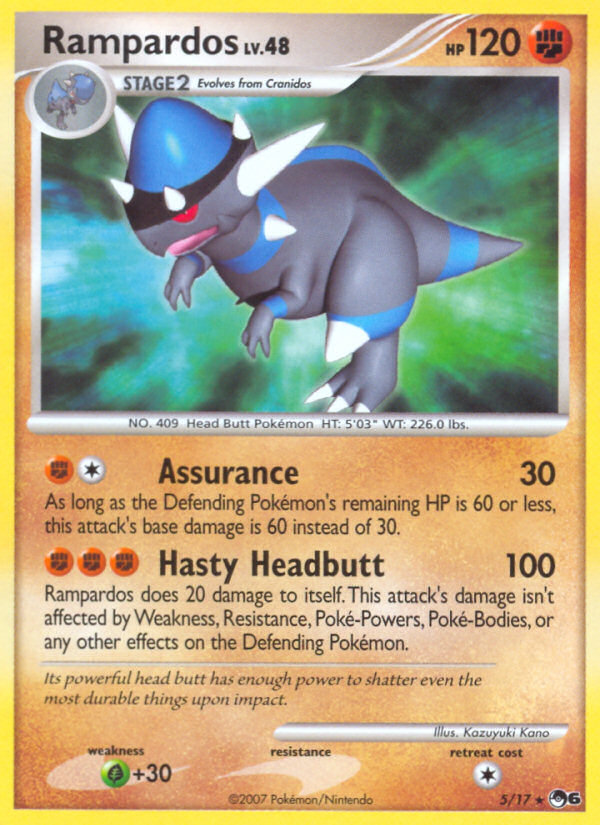 Rampardos LV.48 HP 120
STAGE2 Evolves from Cranidos
NO. 409 Head Butt Pokémon HT: 5'03" WT: 226.0 lbs.
Assurance 30
As long as the Defending Pokémon's remaining HP is 60 or less,
this attack's base damage is 60 instead of 30.
Hasty Headbutt 100
Rampardos does 20 damage to itself. This attack's damage isn't
affected by Weakness, Resistance, Poké-Powers, Poké-Bodies, or
any other effects on the Defending Pokémon.
Its powerful head butt has enough power to shatter even the
most durable things upon impact.
Illus. Kazuyuki Kano
weakness resistance retreat cost
+30
©2007 Pokémon/Nintendo 5/17 ★ 6